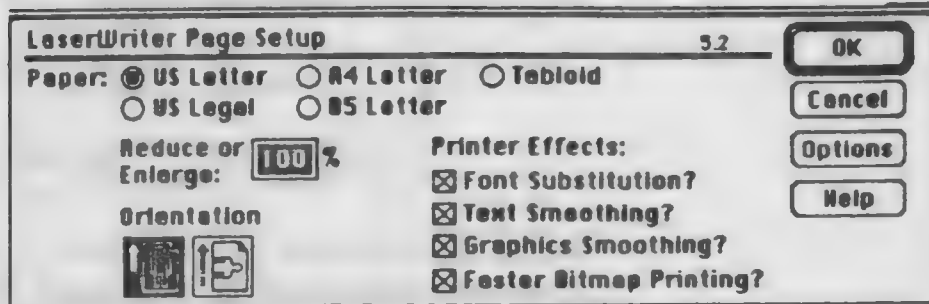 LaserWriter Page Setup 5.2 OK
Paper: US Letter A4 Letter Tabloid
US Legal B5 Letter Cancel
Reduce or 100 % Printer Effects: Options
Enlarge: Font Substitution?
Orientation Text Smoothing? Help
Graphics Smoothing?
Faster Bitmap Printing?